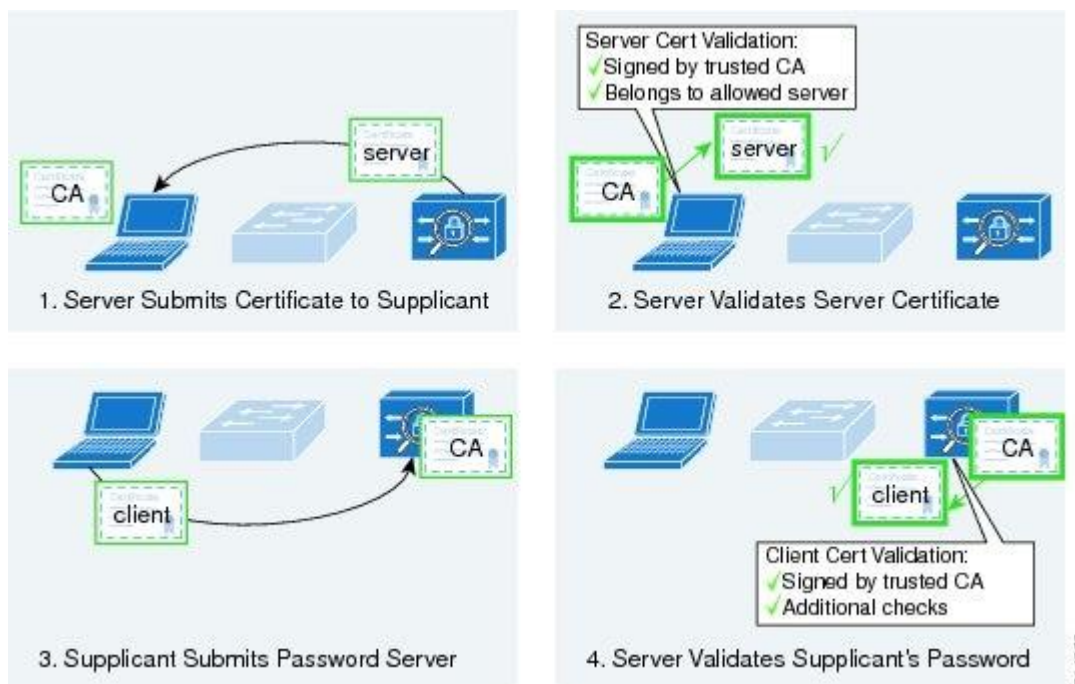 CA
server
1. Server Submits Certificate to Supplicant
Server Cert Validation:
✓Signed by trusted CA
✓Belongs to allowed server
CA
server
2. Server Validates Server Certificate
client
CA
3. Supplicant Submits Password Server
CA
client
Client Cert Validation:
✓Signed by trusted CA
✓Additional checks
4. Server Validates Supplicant's Password